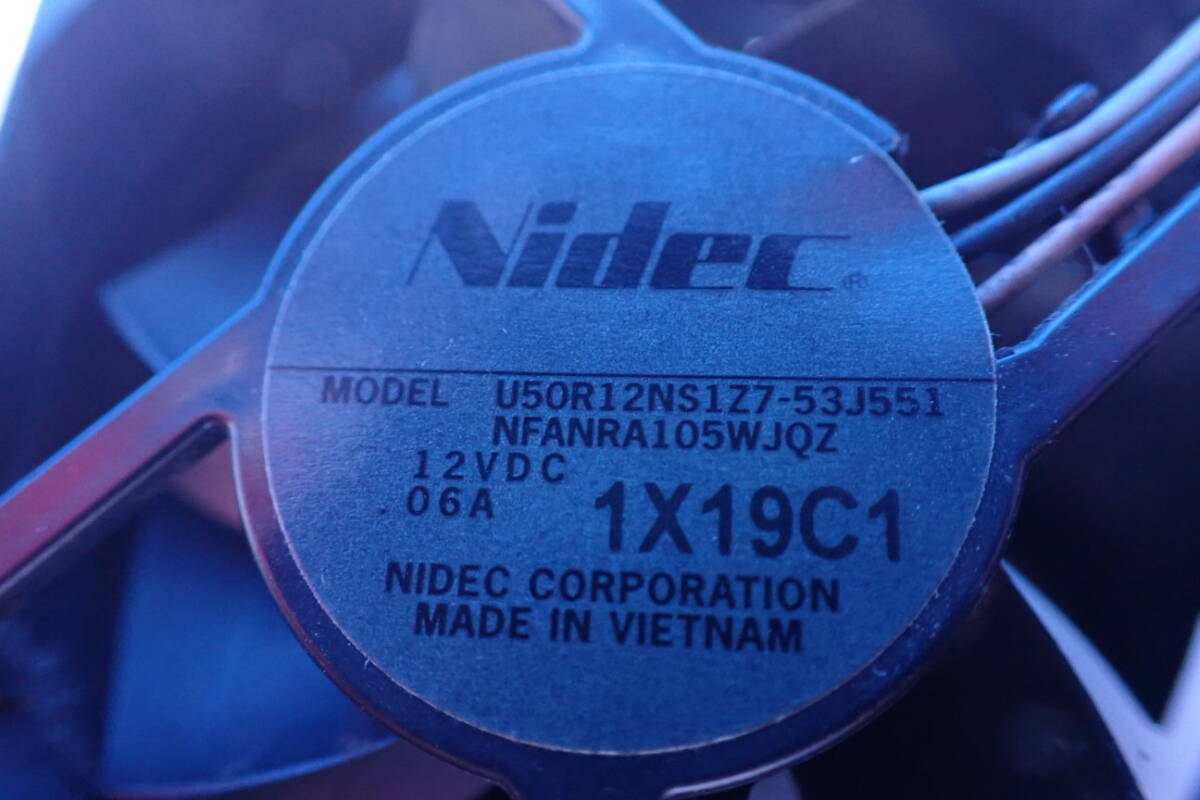 Nidec®
MODEL U50R12NS1Z7-53J551
NFANRA105WJQZ
12VDC
.06A
1X19C1
NIDEC CORPORATION
MADE IN VIETNAM